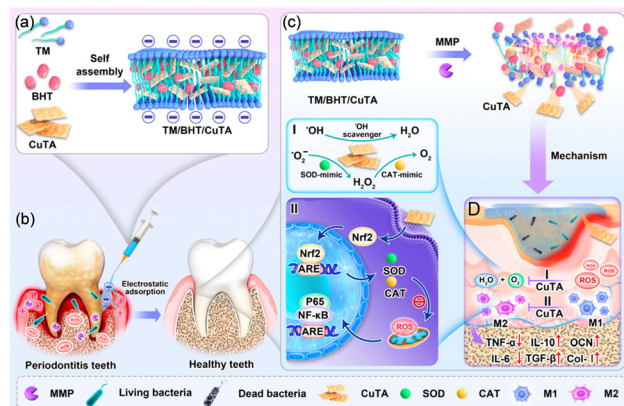 (a)
TM
BHT
CuTA
Self
assembly
TM/BHT/CuTA
(b)
Electrostatic
adsorption
Periodontitis teeth
Healthy teeth
(c)
TM/BHT/CuTA
MMP
CuTA
Mechanism
I
·OH
·OH
scavenger
H₂O
·O₂⁻
SOD-mimic
H₂O₂
CAT-mimic
O₂
II
Nrf2
Nrf2
ARE
SOD
CAT
P65
NF-κB
ARE
ROS
D
H₂O + O₂
I
CuTA
ROS
ROS
ROS
II
CuTA
M2
M1
TNF-α IL-10 OCN
IL-6 TGF-β Col- I
MMP Living bacteria Dead bacteria CuTA SOD CAT M1 M2